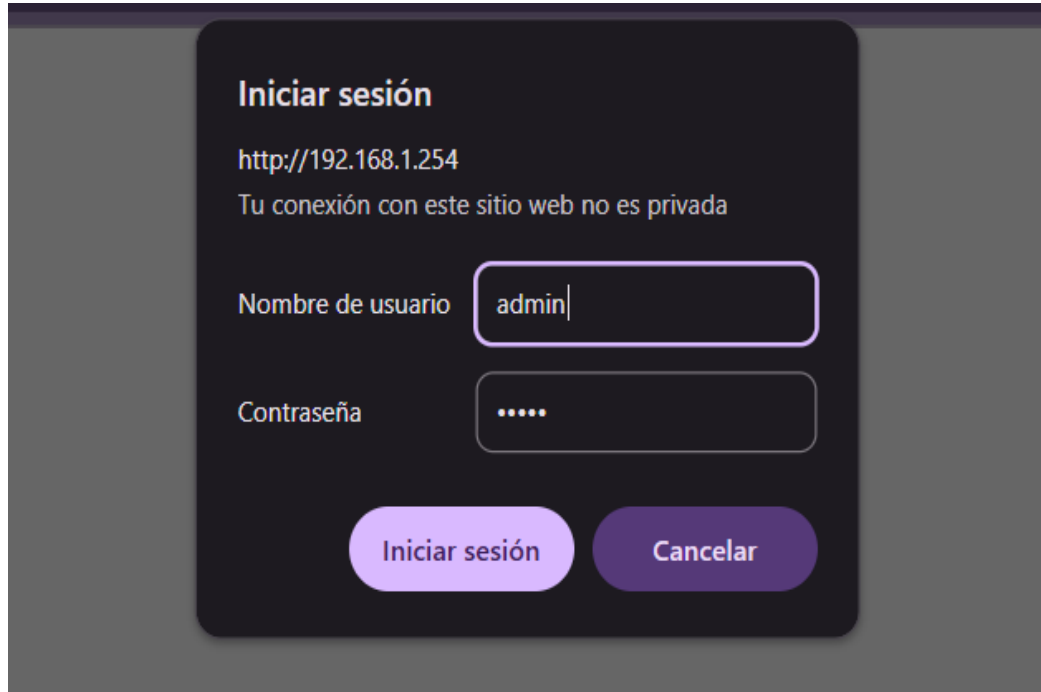 Iniciar sesión
http://192.168.1.254
Tu conexión con este sitio web no es privada
Nombre de usuario admin
Contraseña •••••
Iniciar sesión Cancelar